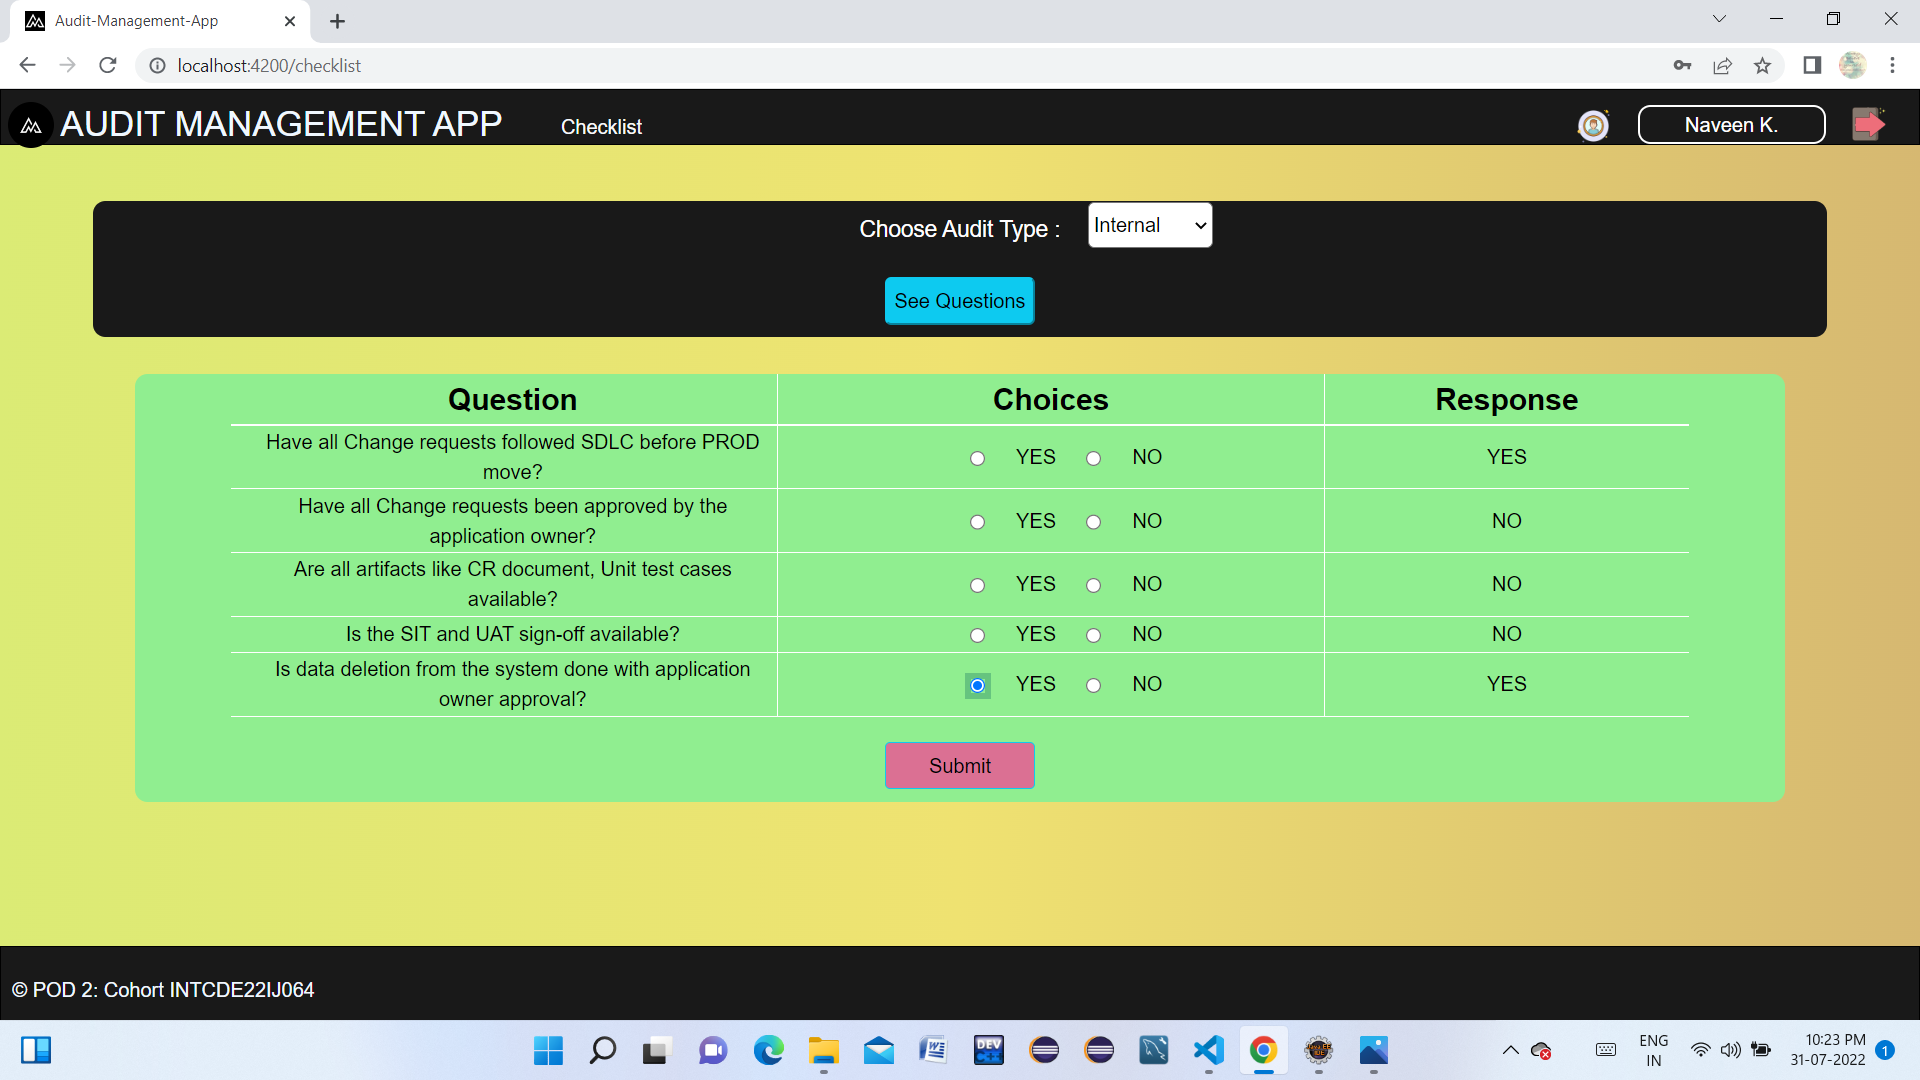 Audit-Management-App
localhost:4200/checklist
AUDIT MANAGEMENT APP
Checklist
Naveen K.
Choose Audit Type :
Internal
See Questions
Question
Choices
Response
Have all Change requests followed SDLC before PROD
move?
YES
NO
YES
Have all Change requests been approved by the
application owner?
YES
NO
NO
Are all artifacts like CR document, Unit test cases
available?
YES
NO
NO
Is the SIT and UAT sign-off available?
YES
NO
NO
Is data deletion from the system done with application
owner approval?
YES
NO
YES
Submit
© POD 2: Cohort INTCDE22IJ064
DEV
C++
ENG
IN
10:23 PM
31-07-2022
1